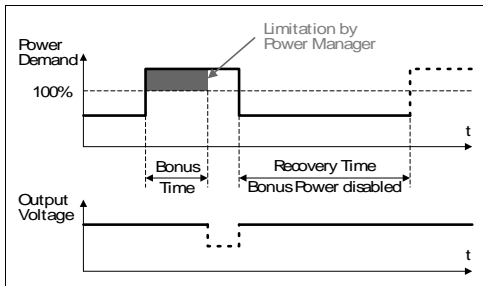 Power
Demand
Limitation by
Power Manager
100%
t
Bonus
Time
Recovery Time
Bonus Power disabled
Output
Voltage
t